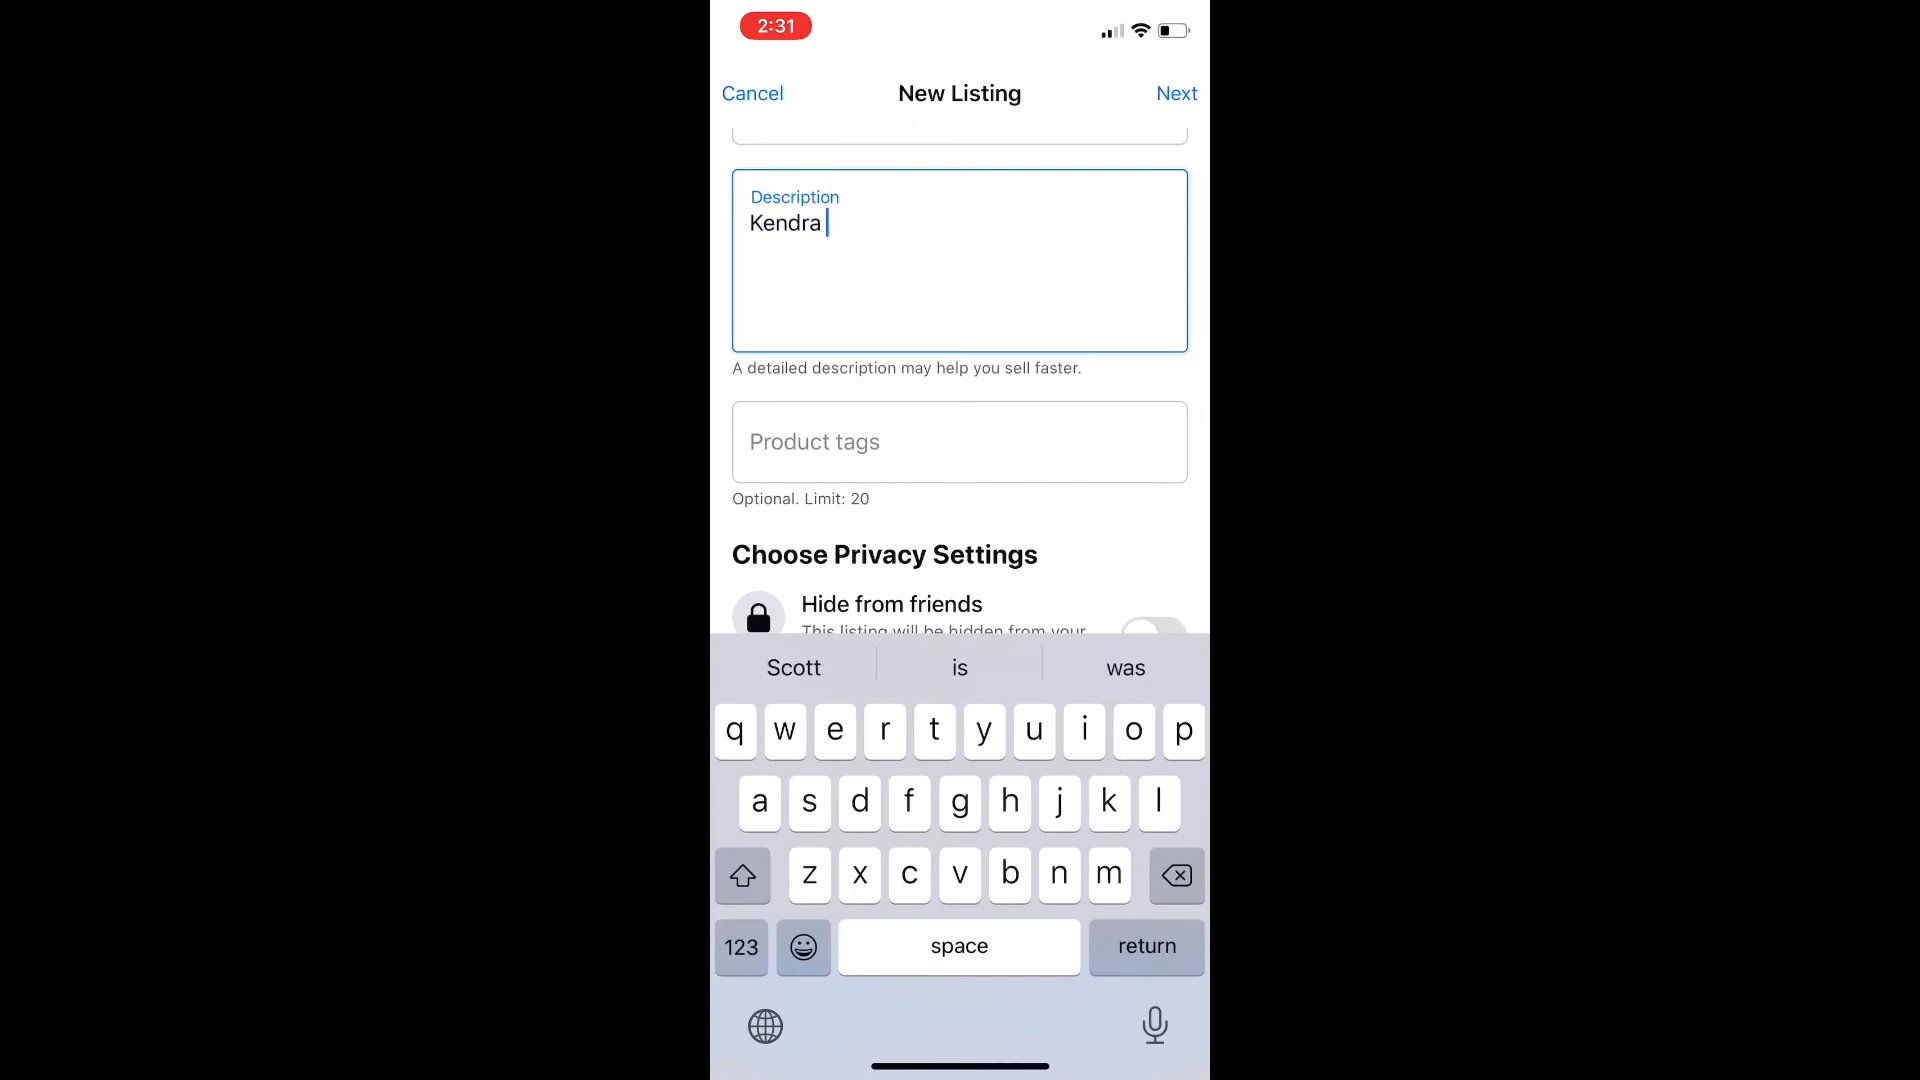 2:31
Cancel New Listing Next
Description
Kendra
A detailed description may help you sell faster.
Product tags
Optional. Limit: 20
Choose Privacy Settings
Hide from friends
This listing will be hidden from your
Scott is was
q w e r t y u i o p
a s d f g h j k l
z x c v b n m
123 space return